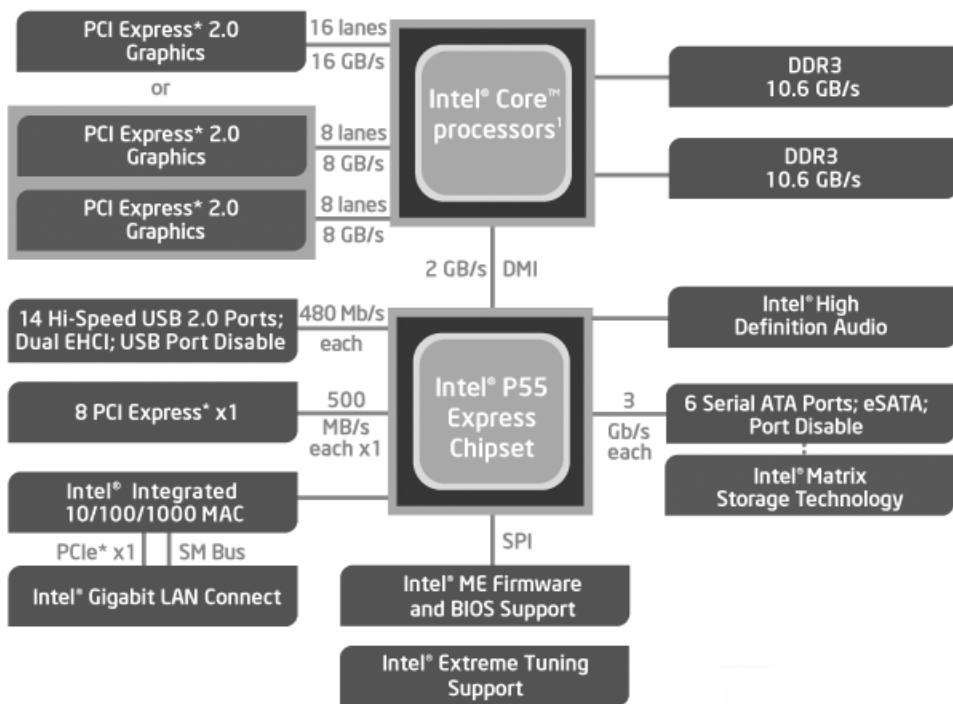 PCI Express* 2.0
Graphics
16 lanes
16 GB/s
or
PCI Express* 2.0
Graphics
8 lanes
8 GB/s
PCI Express* 2.0
Graphics
8 lanes
8 GB/s
Intel® Core™
processors¹
DDR3
10.6 GB/s
DDR3
10.6 GB/s
2 GB/s DMI
14 Hi-Speed USB 2.0 Ports;
Dual EHCI; USB Port Disable
480 Mb/s
each
8 PCI Express* x1
500
MB/s
each x1
Intel® Integrated
10/100/1000 MAC
PCIe* x1
SM Bus
Intel® Gigabit LAN Connect
Intel® P55
Express
Chipset
Intel® High
Definition Audio
3
Gb/s
each
6 Serial ATA Ports; eSATA;
Port Disable
Intel® Matrix
Storage Technology
SPI
Intel® ME Firmware
and BIOS Support
Intel® Extreme Tuning
Support